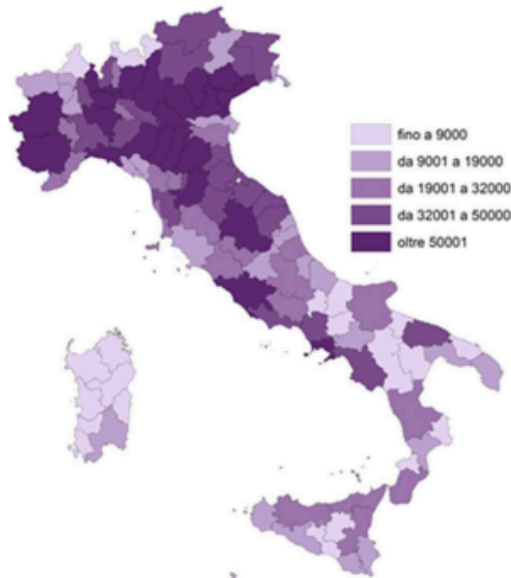 fino a 9000
da 9001 a 19000
da 19001 a 32000
da 32001 a 50000
oltre 50001